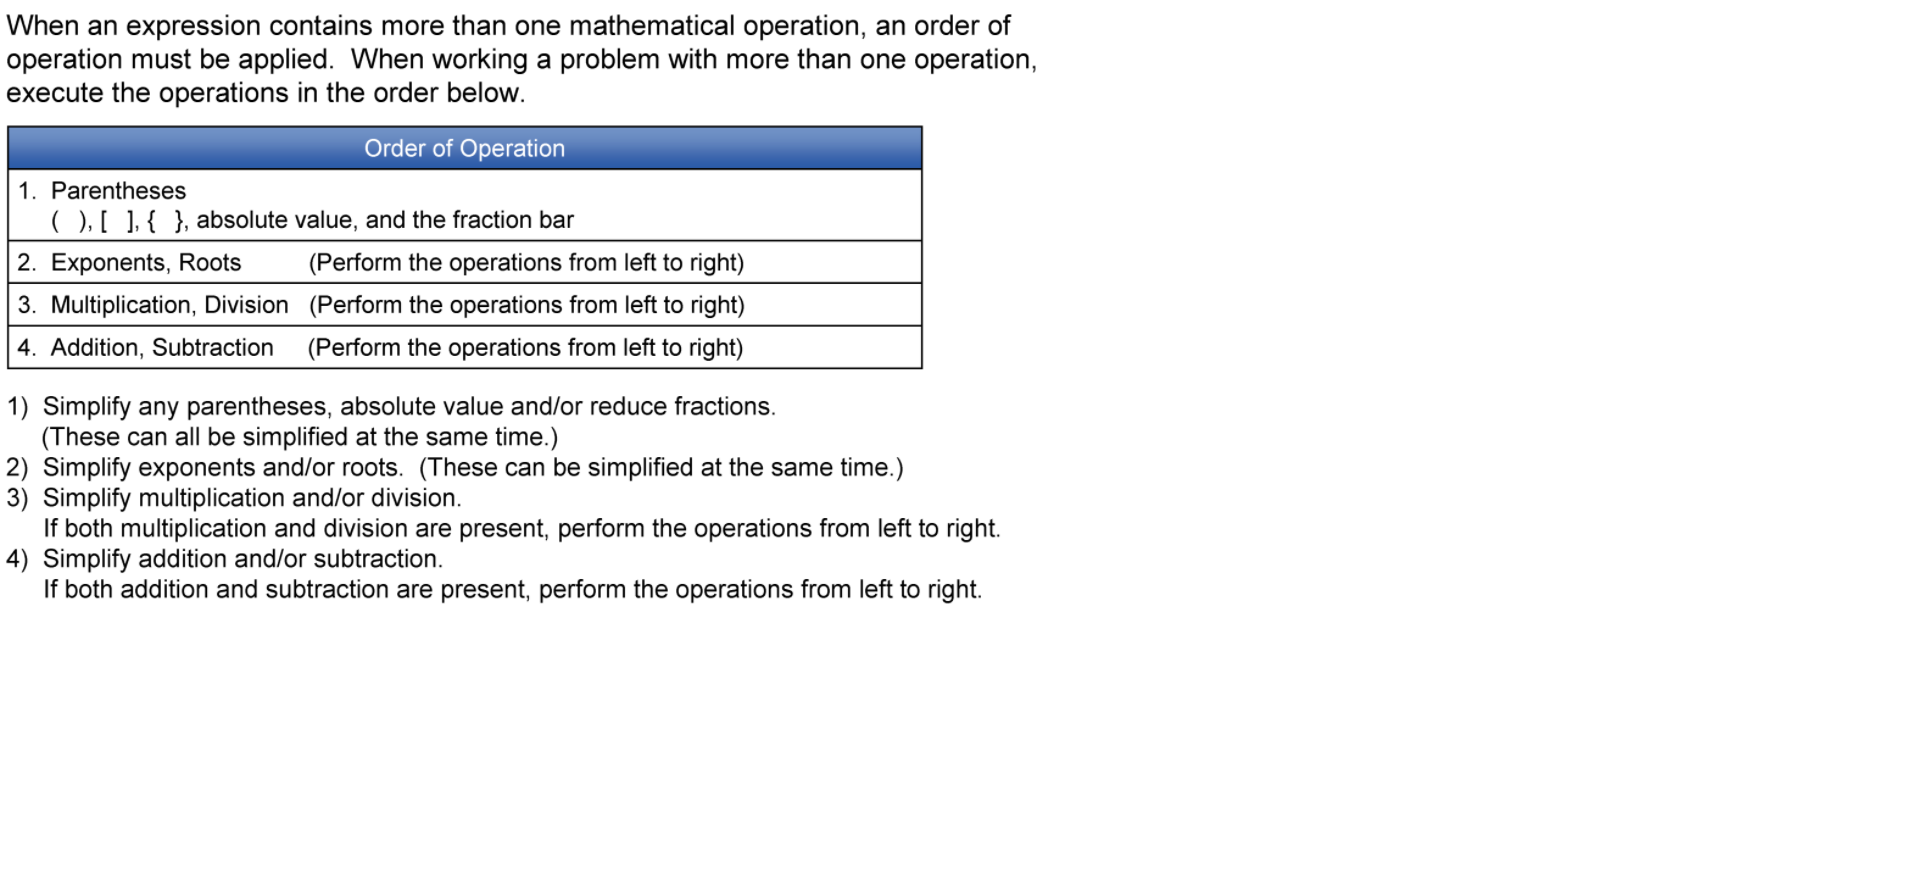 When an expression contains more than one mathematical operation, an order of
operation must be applied.  When working a problem with more than one operation,
execute the operations in the order below.
Order of Operation
1.  Parentheses
(  ), [  ], {  }, absolute value, and the fraction bar
2.  Exponents, Roots (Perform the operations from left to right)
3.  Multiplication, Division (Perform the operations from left to right)
4.  Addition, Subtraction (Perform the operations from left to right)
1)  Simplify any parentheses, absolute value and/or reduce fractions.
(These can all be simplified at the same time.)
2)  Simplify exponents and/or roots.  (These can be simplified at the same time.)
3)  Simplify multiplication and/or division.
If both multiplication and division are present, perform the operations from left to right.
4)  Simplify addition and/or subtraction.
If both addition and subtraction are present, perform the operations from left to right.